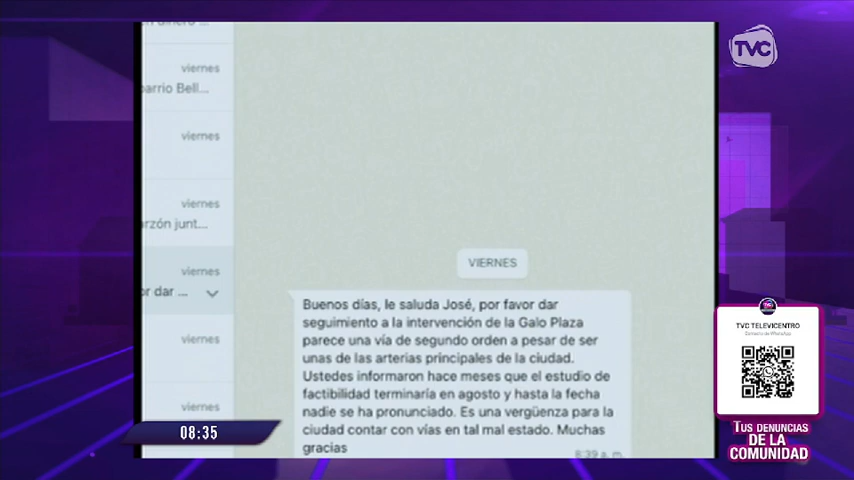 TVC
viernes
barrio Bell...
viernes
viernes
arzón junt...
viernes
or dar ...
viernes
viernes
VIERNES
Buenos días, le saluda José, por favor dar
seguimiento a la intervención de la Galo Plaza
parece una vía de segundo orden a pesar de ser
unas de las arterias principales de la ciudad.
Ustedes informaron hace meses que el estudio de
factibilidad terminaría en agosto y hasta la fecha
nadie se ha pronunciado. Es una vergüenza para la
ciudad contar con vías en tal mal estado. Muchas
gracias
8:39 a. m.
08:35
TVC TELEVICENTRO
TUS DENUNCIAS
DE LA
COMUNIDAD